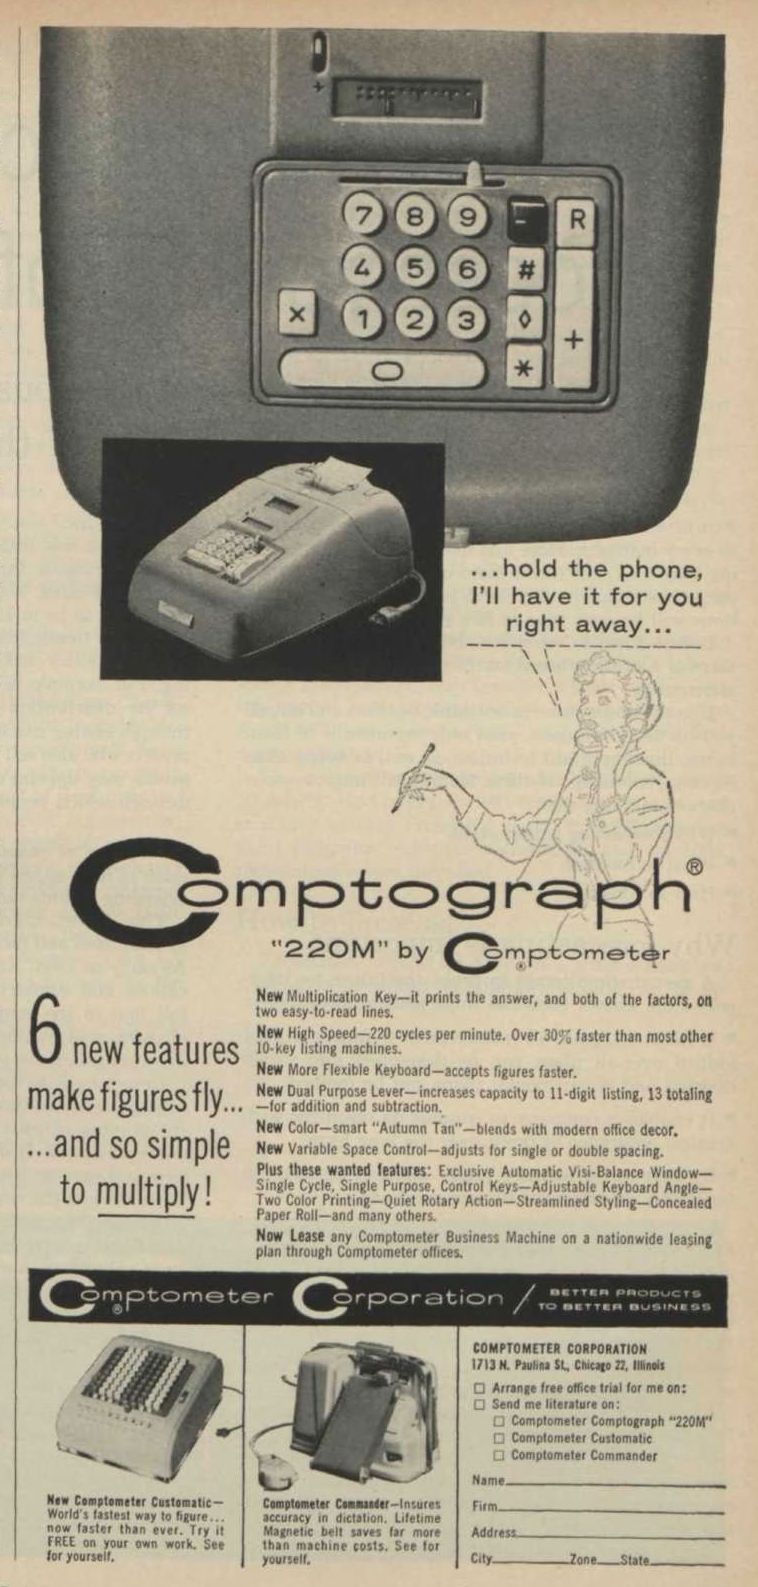 +
7 8 9 - R
4 5 6 #
× 1 2 3 ◊ +
0 *
...hold the phone,
I'll have it for you
right away...
Comptograph®
"220M" by Comptometer®
6 new features
make figures fly...
...and so simple
to multiply!
New Multiplication Key—it prints the answer, and both of the factors, on
two easy-to-read lines.
New High Speed—220 cycles per minute. Over 30% faster than most other
10-key listing machines.
New More Flexible Keyboard—accepts figures faster.
New Dual Purpose Lever—increases capacity to 11-digit listing, 13 totaling
—for addition and subtraction.
New Color—smart "Autumn Tan"—blends with modern office decor.
New Variable Space Control—adjusts for single or double spacing.
Plus these wanted features: Exclusive Automatic Visi-Balance Window—
Single Cycle, Single Purpose, Control Keys—Adjustable Keyboard Angle—
Two Color Printing—Quiet Rotary Action—Streamlined Styling—Concealed
Paper Roll—and many others.
Now Lease any Comptometer Business Machine on a nationwide leasing
plan through Comptometer offices.
Comptometer® Corporation / BETTER PRODUCTS
TO BETTER BUSINESS
New Comptometer Customatic—
World's fastest way to figure...
now faster than ever. Try it
FREE on your own work. See
for yourself.
Comptometer Commander—Insures
accuracy in dictation. Lifetime
Magnetic belt saves far more
than machine costs. See for
yourself.
COMPTOMETER CORPORATION
1713 N. Paulina St., Chicago 22, Illinois
☐ Arrange free office trial for me on:
☐ Send me literature on:
☐ Comptometer Comptograph "220M"
☐ Comptometer Customatic
☐ Comptometer Commander
Name
Firm
Address
City Zone State